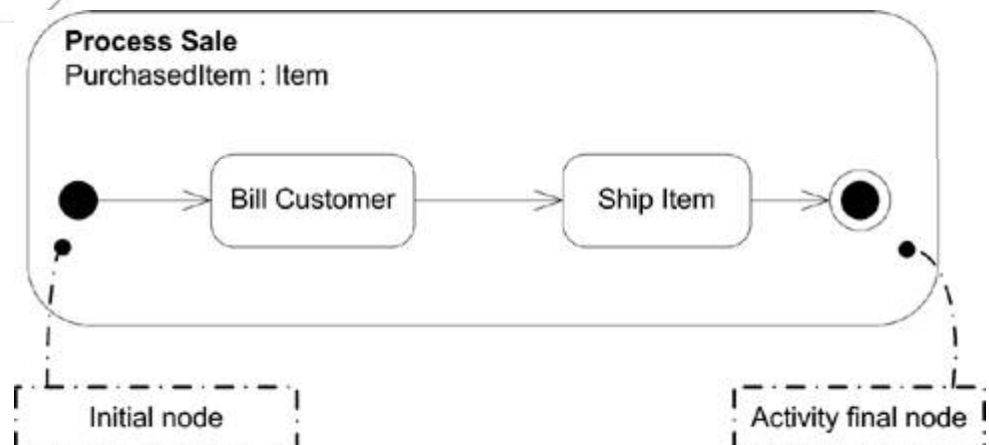 Process Sale
PurchasedItem : Item
Bill Customer
Ship Item
Initial node
Activity final node